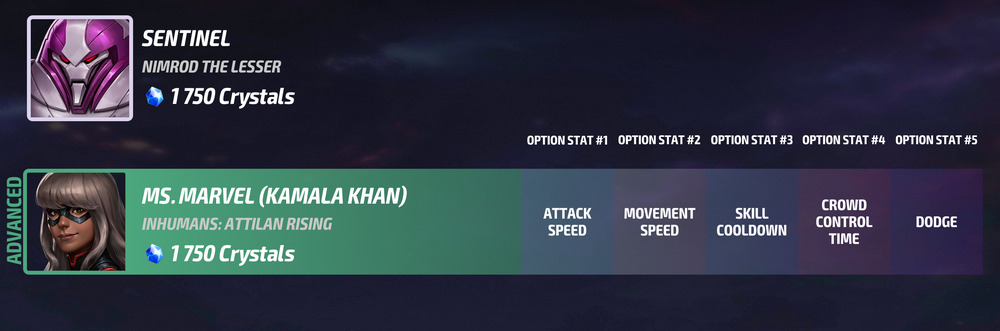 SENTINEL
NIMROD THE LESSER
1 750 Crystals
OPTION STAT #1 OPTION STAT #2 OPTION STAT #3 OPTION STAT #4 OPTION STAT #5
ADVANCED
MS. MARVEL (KAMALA KHAN)
INHUMANS: ATTILAN RISING
1 750 Crystals
ATTACK
SPEED
MOVEMENT
SPEED
SKILL
COOLDOWN
CROWD
CONTROL
TIME
DODGE